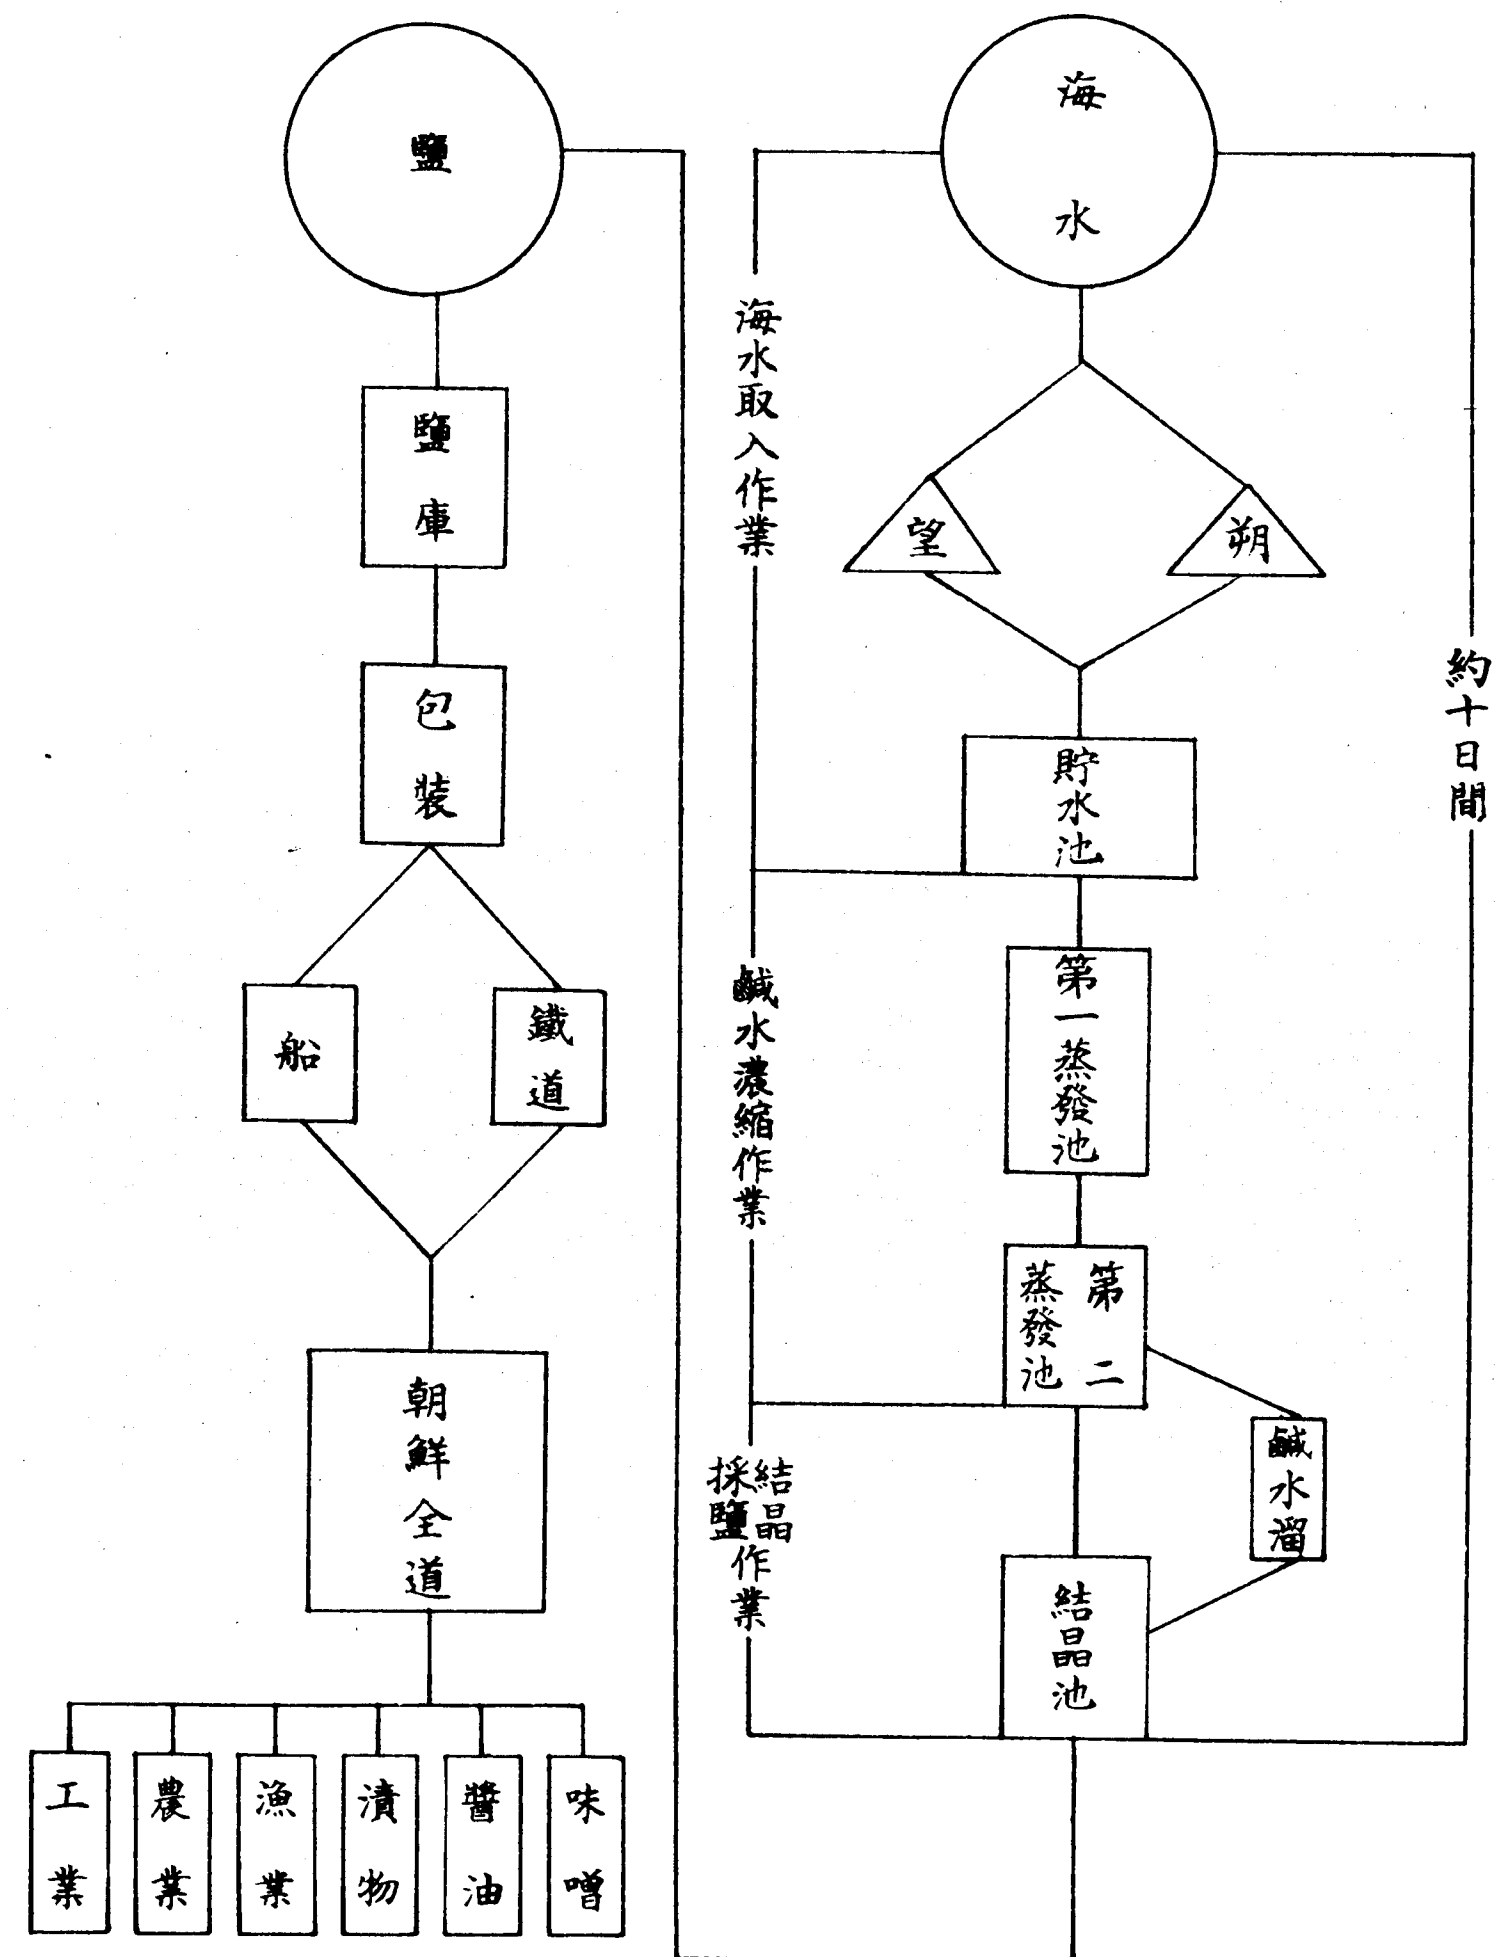 海水
朔
望
貯水池
第一蒸發池
第二
蒸發池
鹹水溜
結晶池
約十日間
海水取入作業
鹹水濃縮作業
結晶
採鹽
作業
鹽
鹽庫
包装
鐵道
船
朝鮮全道
味噌
醬油
漬物
漁業
農業
工業